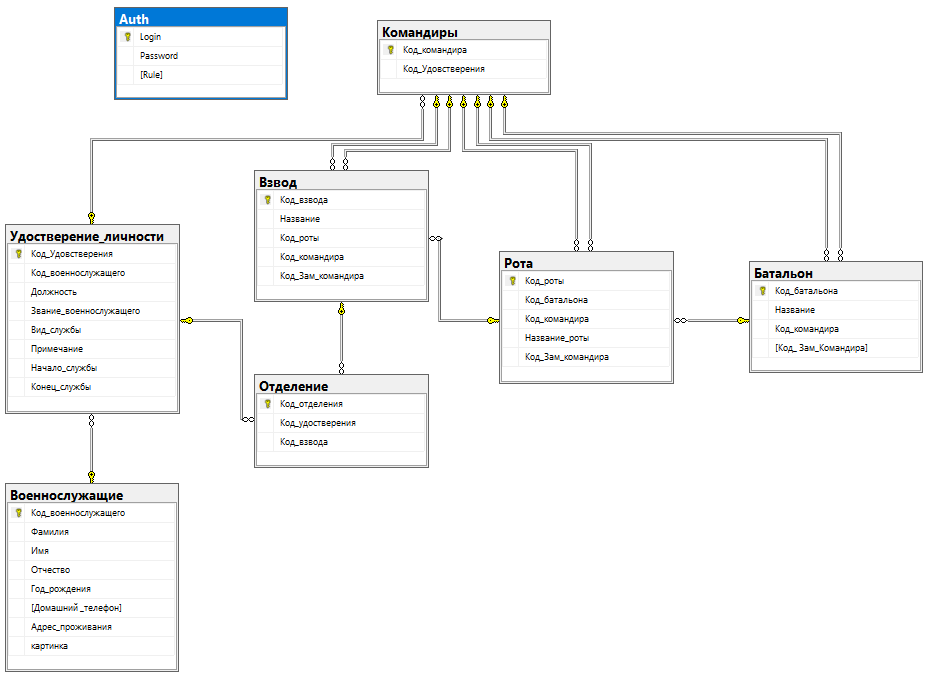 Auth
Login
Password
[Rule]
Командиры
Код_командира
Код_Удовстверения
Взвод
Код_взвода
Название
Код_роты
Код_командира
Код_Зам_командира
Удостверение_личности
Код_Удовстверения
Код_военнослужащего
Должность
Звание_военнослужащего
Вид_службы
Примечание
Начало_службы
Конец_службы
Рота
Код_роты
Код_батальона
Код_командира
Название_роты
Код_Зам_командира
Батальон
Код_батальона
Название
Код_командира
[Код_ Зам_Командира]
Отделение
Код_отделения
Код_удостверения
Код_взвода
Военнослужащие
Код_военнослужащего
Фамилия
Имя
Отчество
Год_рождения
[Домашний _телефон]
Адрес_проживания
картинка